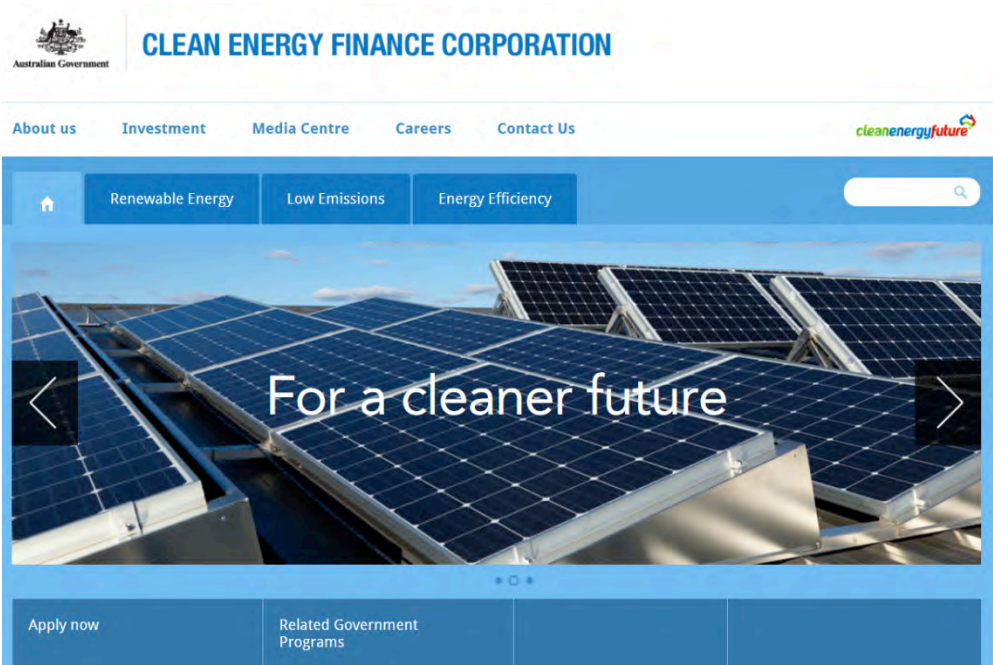 Australian Government
CLEAN ENERGY FINANCE CORPORATION
About us Investment Media Centre Careers Contact Us
cleanenergyfuture
Renewable Energy Low Emissions Energy Efficiency
For a cleaner future
Apply now Related Government
Programs